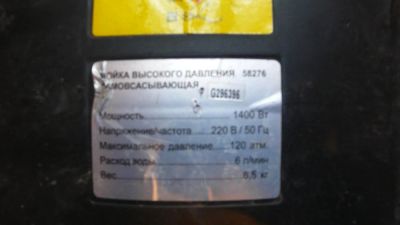 МОЙКА ВЫСОКОГО ДАВЛЕНИЯ 58276
САМОВСАСЫВАЮЩАЯ
G296396
Мощность 1400 Вт
Напряжение/частота 220 В / 50 Гц
Максимальное давление 120 атм.
Расход воды 6 л/мин
Вес 6,5 кг